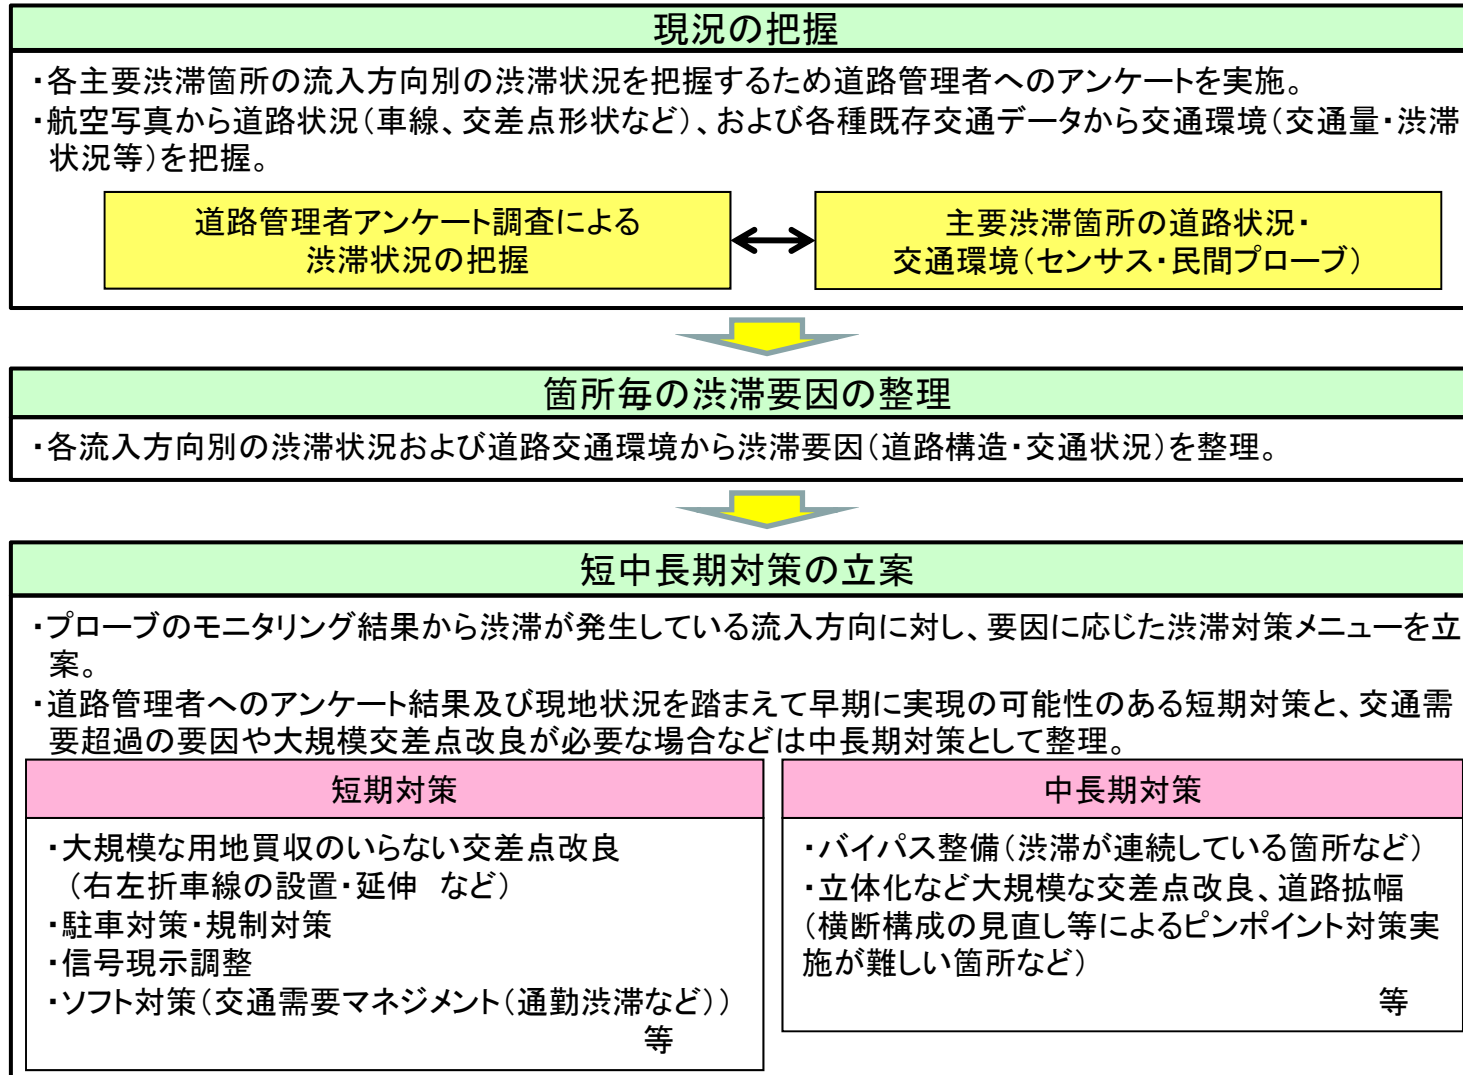 現況の把握
・各主要渋滞箇所の流入方向別の渋滞状況を把握するため道路管理者へのアンケートを実施。
・航空写真から道路状況（車線、交差点形状など）、および各種既存交通データから交通環境（交通量・渋滞
状況等）を把握。
道路管理者アンケート調査による
渋滞状況の把握
主要渋滞箇所の道路状況・
交通環境（センサス・民間プローブ）
箇所毎の渋滞要因の整理
・各流入方向別の渋滞状況および道路交通環境から渋滞要因（道路構造・交通状況）を整理。
短中長期対策の立案
・プローブのモニタリング結果から渋滞が発生している流入方向に対し、要因に応じた渋滞対策メニューを立
案。
・道路管理者へのアンケート結果及び現地状況を踏まえて早期に実現の可能性のある短期対策と、交通需
要超過の要因や大規模交差点改良が必要な場合などは中長期対策として整理。
短期対策
・大規模な用地買収のいらない交差点改良
（右左折車線の設置・延伸　など）
・駐車対策・規制対策
・信号現示調整
・ソフト対策（交通需要マネジメント（通勤渋滞など））
等
中長期対策
・バイパス整備（渋滞が連続している箇所など）
・立体化など大規模な交差点改良、道路拡幅
（横断構成の見直し等によるピンポイント対策実
施が難しい箇所など）
等